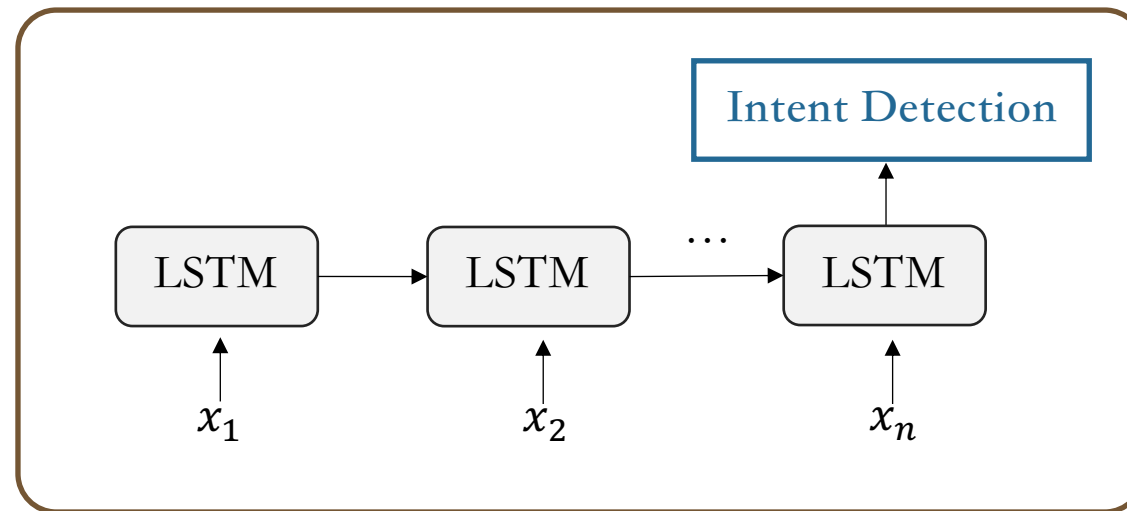 Intent Detection
…
LSTM LSTM LSTM
x₁ x₂ xₙ